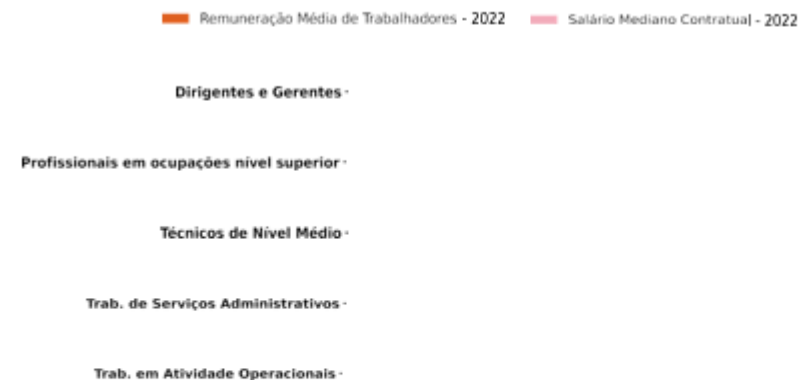 Remuneração Média de Trabalhadores - 2022 Salário Mediano Contratual - 2022
Dirigentes e Gerentes
Profissionais em ocupações nível superior
Técnicos de Nível Médio
Trab. de Serviços Administrativos
Trab. em Atividade Operacionais